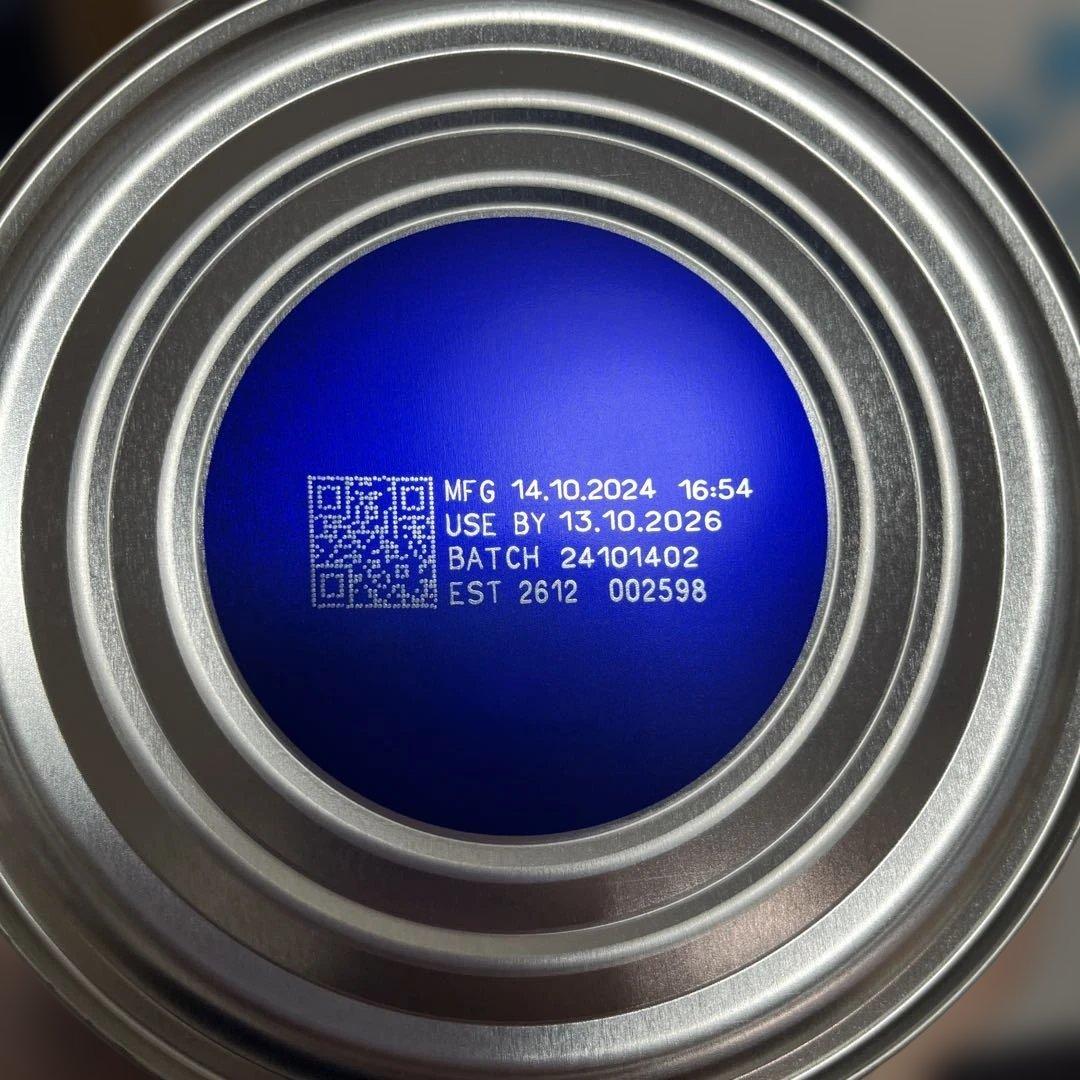 MFG 14.10.2024 16:54
USE BY 13.10.2026
BATCH 24101402
EST 2612 002598